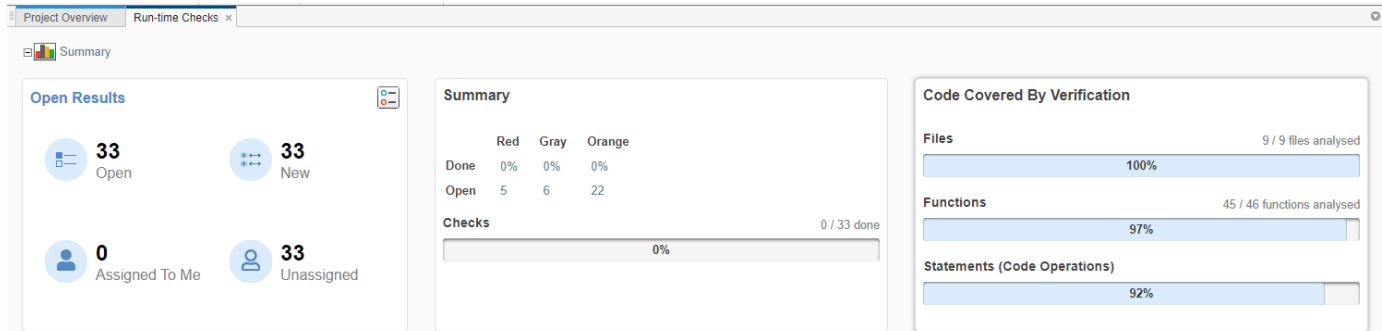 Project Overview
Run-time Checks ×
Summary
Open Results
33
Open
33
New
0
Assigned To Me
33
Unassigned
Summary
Red Gray Orange
Done 0% 0% 0%
Open 5 6 22
Checks 0 / 33 done
0%
Code Covered By Verification
Files 9 / 9 files analysed
100%
Functions 45 / 46 functions analysed
97%
Statements (Code Operations)
92%